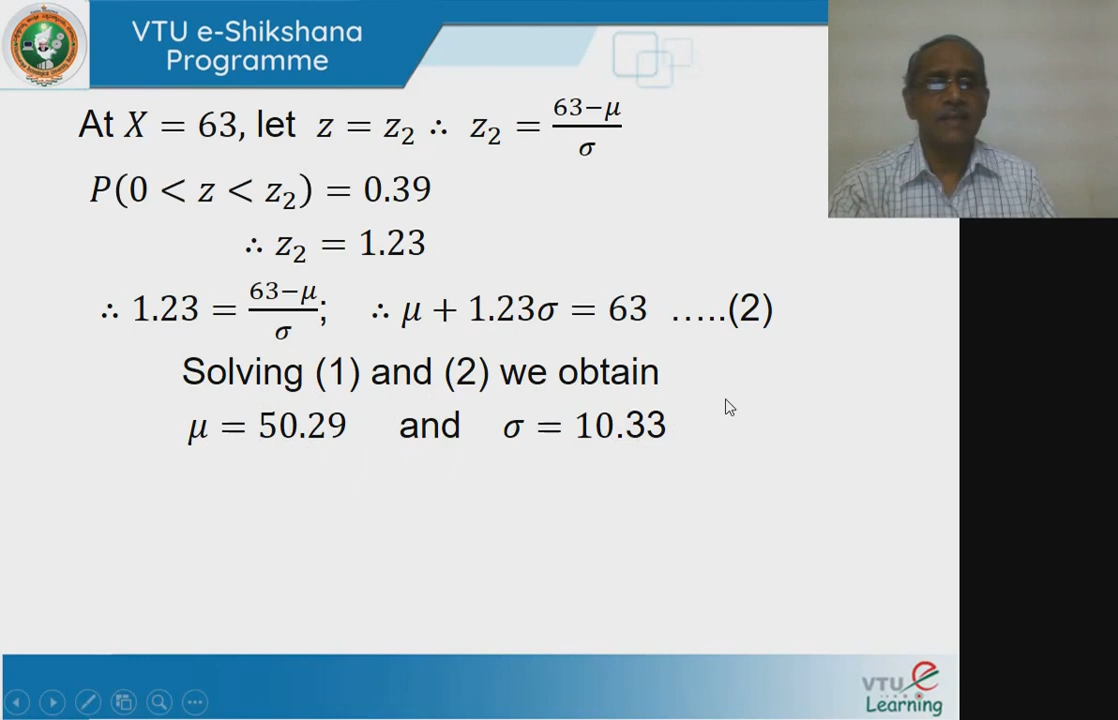 VTU e-Shikshana
Programme
At X = 63, let z = z₂ ∴ z₂ = (63−μ)/σ
P(0 < z < z₂) = 0.39
∴ z₂ = 1.23
∴ 1.23 = (63−μ)/σ; ∴ μ + 1.23σ = 63 …..(2)
Solving (1) and (2) we obtain
μ = 50.29 and σ = 10.33
VTU e
Learning